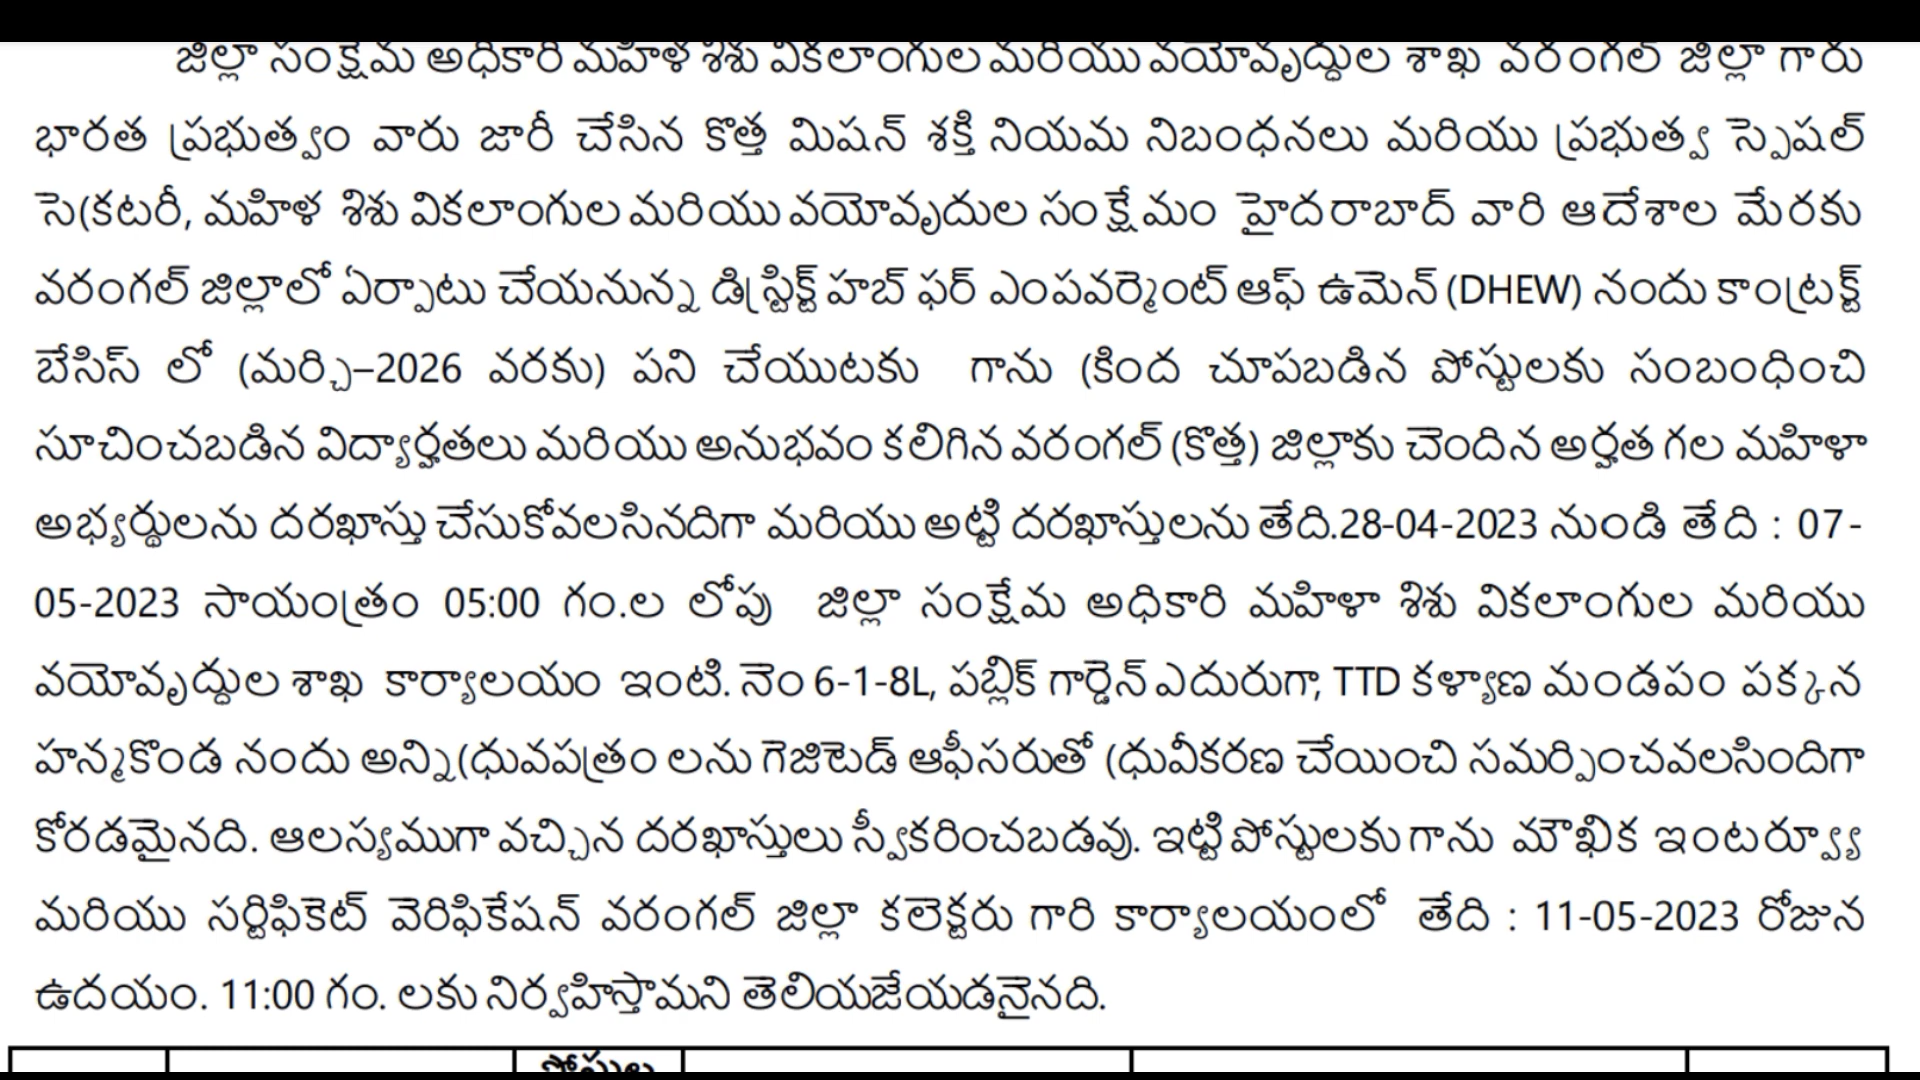 జిల్లా సంక్షేమ అధికారి మహిళ శిశు వికలాంగుల మరియు వయోవృద్ధుల శాఖ వరంగల్ జిల్లా గారు
భారత ప్రభుత్వం వారు జారీ చేసిన కొత్త మిషన్ శక్తి నియమ నిబంధనలు మరియు ప్రభుత్వ స్పెషల్
సె(కటరీ, మహిళ శిశు వికలాంగుల మరియు వయోవృదుల సంక్షేమం హైదరాబాద్ వారి ఆదేశాల మేరకు
వరంగల్ జిల్లాలో ఏర్పాటు చేయనున్న డిస్ట్రిక్ట్ హబ్ ఫర్ ఎంపవర్మెంట్ ఆఫ్ ఉమెన్ (DHEW) నందు కాంట్రక్ట్
బేసిస్ లో (మర్చి–2026 వరకు) పని చేయుటకు గాను (కింద చూపబడిన పోస్టులకు సంబంధించి
సూచించబడిన విద్యార్హతలు మరియు అనుభవం కలిగిన వరంగల్ (కొత్త) జిల్లాకు చెందిన అర్హత గల మహిళా
అభ్యర్థులను దరఖాస్తు చేసుకోవలసినదిగా మరియు అట్టి దరఖాస్తులను తేది.28-04-2023 నుండి తేది : 07-
05-2023 సాయంత్రం 05:00 గం.ల లోపు జిల్లా సంక్షేమ అధికారి మహిళా శిశు వికలాంగుల మరియు
వయోవృద్ధుల శాఖ కార్యాలయం ఇంటి. నెం 6-1-8L, పబ్లిక్ గార్డెన్ ఎదురుగా, TTD కళ్యాణ మండపం పక్కన
హన్మకొండ నందు అన్ని(ధువపత్రం లను గెజిటెడ్ ఆఫీసరుతో (ధువీకరణ చేయించి సమర్పించవలసిందిగా
కోరడమైనది. ఆలస్యముగా వచ్చిన దరఖాస్తులు స్వీకరించబడవు. ఇట్టి పోస్టులకు గాను మౌఖిక ఇంటర్వ్యూ
మరియు సర్టిఫికెట్ వెరిఫికేషన్ వరంగల్ జిల్లా కలెక్టరు గారి కార్యాలయంలో తేది : 11-05-2023 రోజున
ఉదయం. 11:00 గం. లకు నిర్వహిస్తామని తెలియజేయడనైనది.